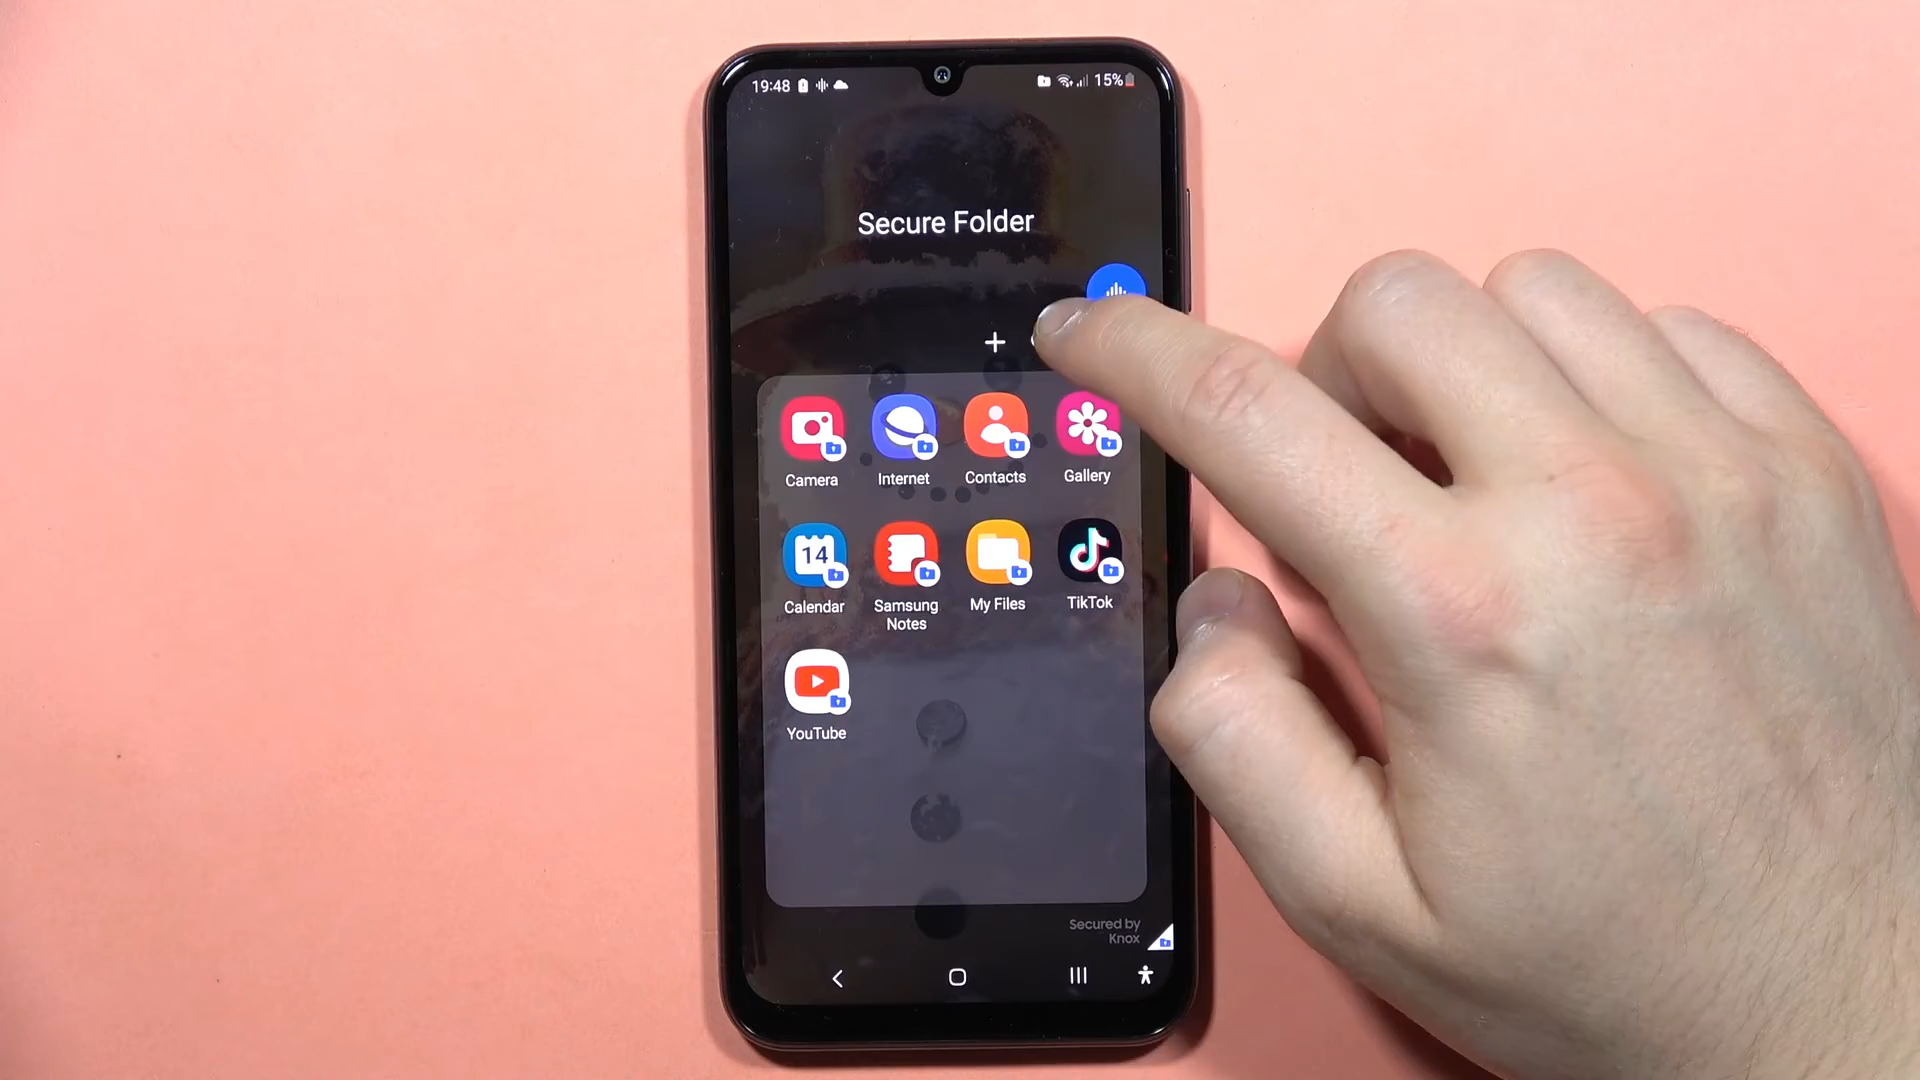 19:48
15%
Secure Folder
Camera
Internet
Contacts
Gallery
14
Calendar
Samsung
Notes
My Files
TikTok
YouTube
Secured by
Knox